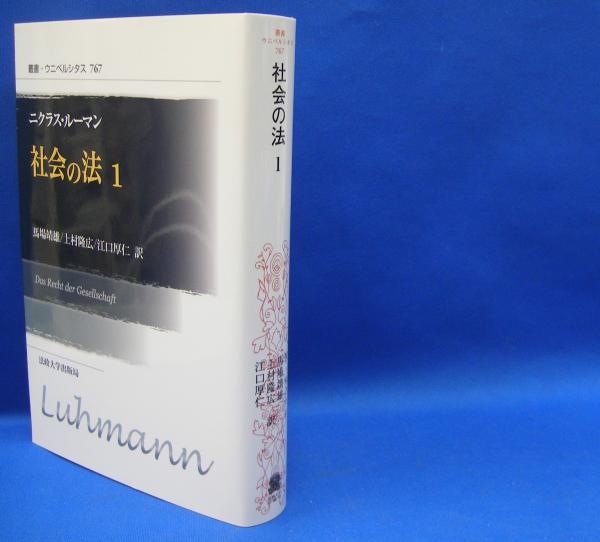 叢書・ウニベルシタス 767
ニクラス・ルーマン
社会の法 1
馬場靖雄/上村隆広/江口厚仁 訳
Das Recht der Gesellschaft
法政大学出版局
Luhmann
叢書
ウニベルシタス
767
社会の法 1
馬場靖雄
上村隆広 訳
江口厚仁